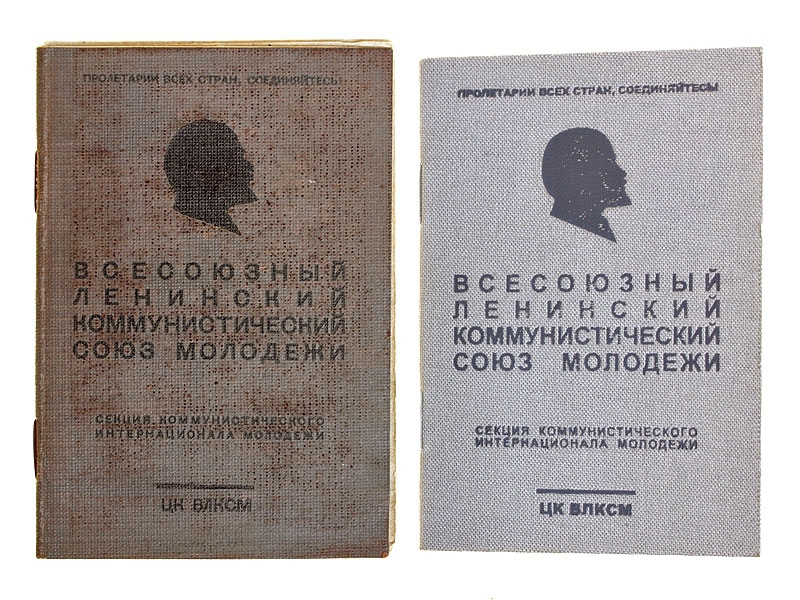 ПРОЛЕТАРИИ ВСЕХ СТРАН, СОЕДИНЯЙТЕСЬ!
ВСЕСОЮЗНЫЙ
ЛЕНИНСКИЙ
КОММУНИСТИЧЕСКИЙ
СОЮЗ МОЛОДЕЖИ
СЕКЦИЯ КОММУНИСТИЧЕСКОГО
ИНТЕРНАЦИОНАЛА МОЛОДЕЖИ
ЦК ВЛКСМ
ПРОЛЕТАРИИ ВСЕХ СТРАН, СОЕДИНЯЙТЕСЫ
ВСЕСОЮЗНЫЙ
ЛЕНИНСКИЙ
КОММУНИСТИЧЕСКИЙ
СОЮЗ МОЛОДЕЖИ
СЕКЦИЯ КОММУНИСТИЧЕСКОГО
ИНТЕРНАЦИОНАЛА МОЛОДЕЖИ
ЦК ВЛКСМ